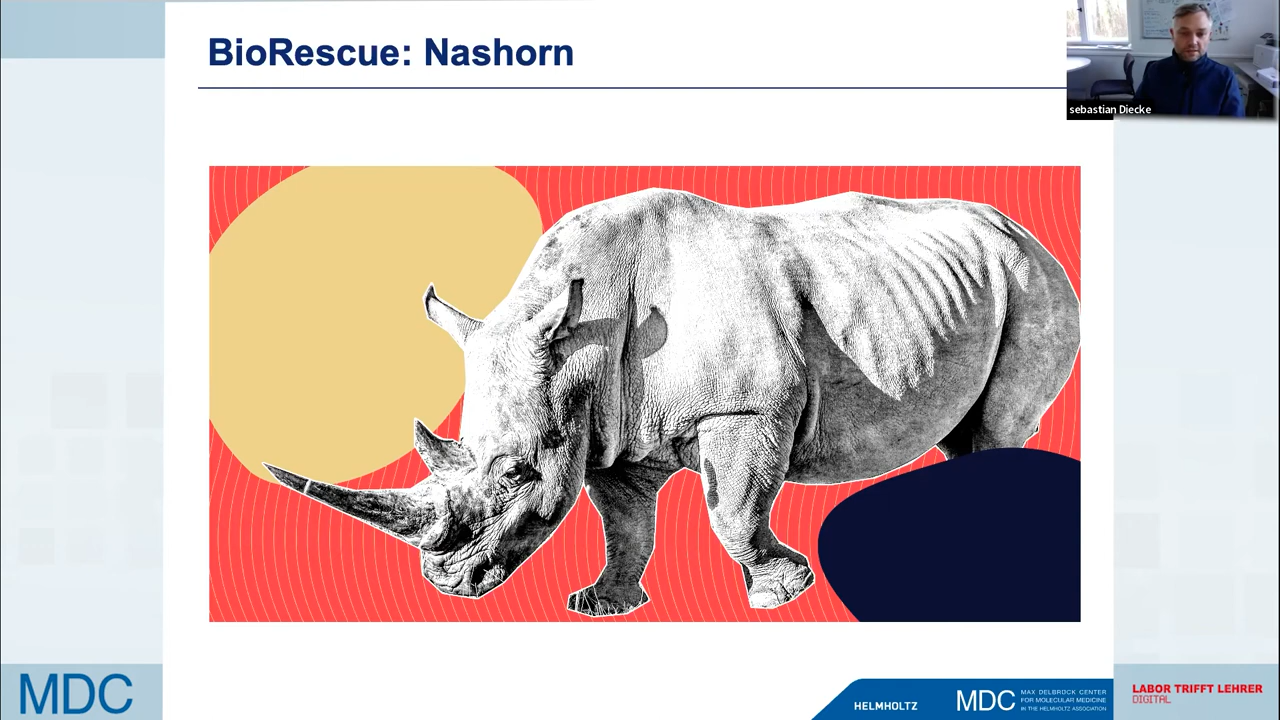 BioRescue: Nashorn
sebastian Diecke
MDC
HELMHOLTZ
MDC
MAX DELBRÜCK CENTER
FOR MOLECULAR MEDICINE
IN THE HELMHOLTZ ASSOCIATION
LABOR TRIFFT LEHRER
DIGITAL